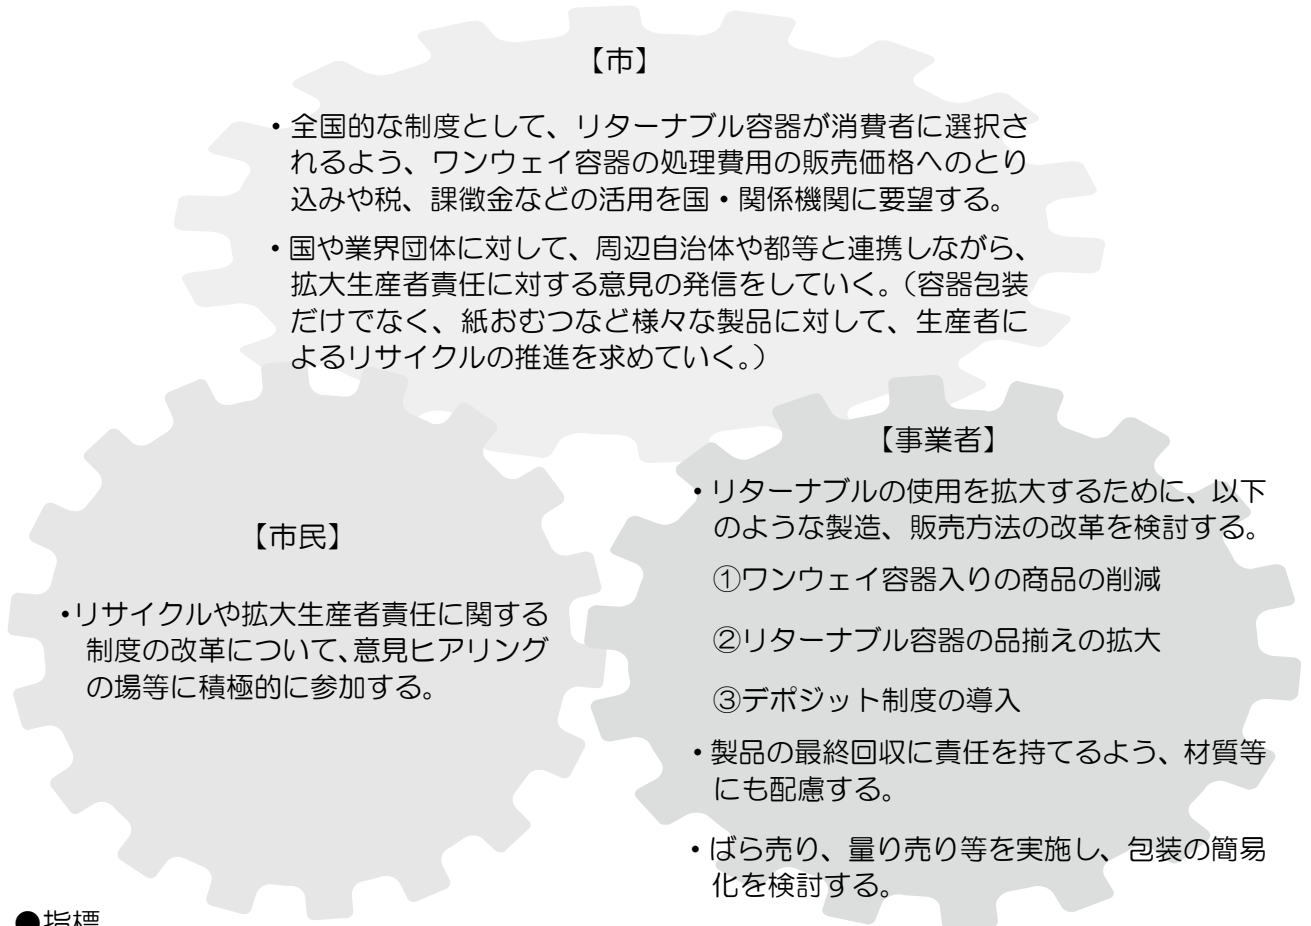 【市】
・全国的な制度として、リターナブル容器が消費者に選択さ
れるよう、ワンウェイ容器の処理費用の販売価格へのとり
込みや税、課徴金などの活用を国・関係機関に要望する。
・国や業界団体に対して、周辺自治体や都等と連携しながら、
拡大生産者責任に対する意見の発信をしていく。（容器包装
だけでなく、紙おむつなど様々な製品に対して、生産者に
よるリサイクルの推進を求めていく。）
【市民】
・リサイクルや拡大生産者責任に関する
制度の改革について、意見ヒアリング
の場等に積極的に参加する。
【事業者】
・リターナブルの使用を拡大するために、以下
のような製造、販売方法の改革を検討する。
①ワンウェイ容器入りの商品の削減
②リターナブル容器の品揃えの拡大
③デポジット制度の導入
・製品の最終回収に責任を持てるよう、材質等
にも配慮する。
・ばら売り、量り売り等を実施し、包装の簡易
化を検討する。
●指標